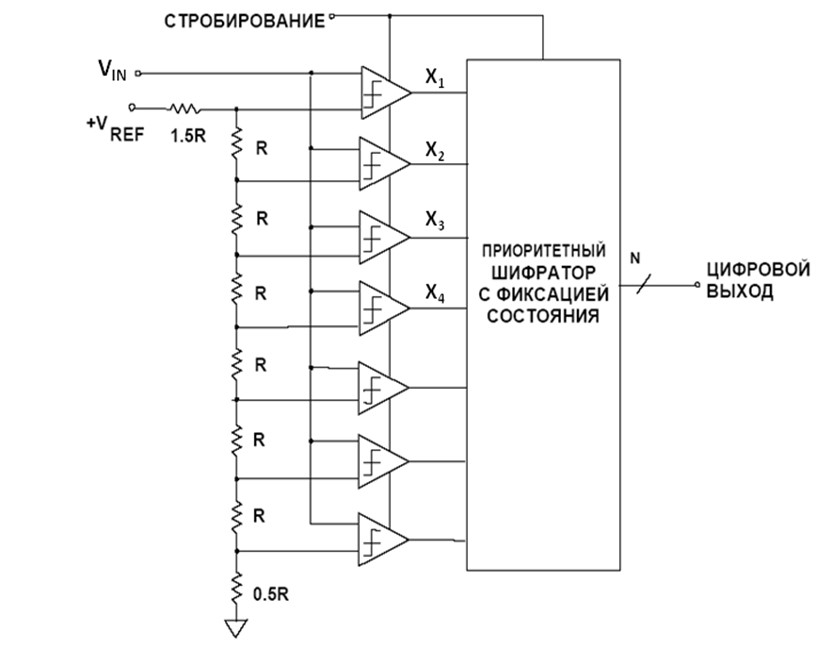 СТРОБИРОВАНИЕ
V_IN
X_1
+V_REF
1.5R
R
X_2
R
X_3
R
X_4
R
R
R
0.5R
ПРИОРИТЕТНЫЙ
ШИФРАТОР
С ФИКСАЦИЕЙ
СОСТОЯНИЯ
N
ЦИФРОВОЙ
ВЫХОД